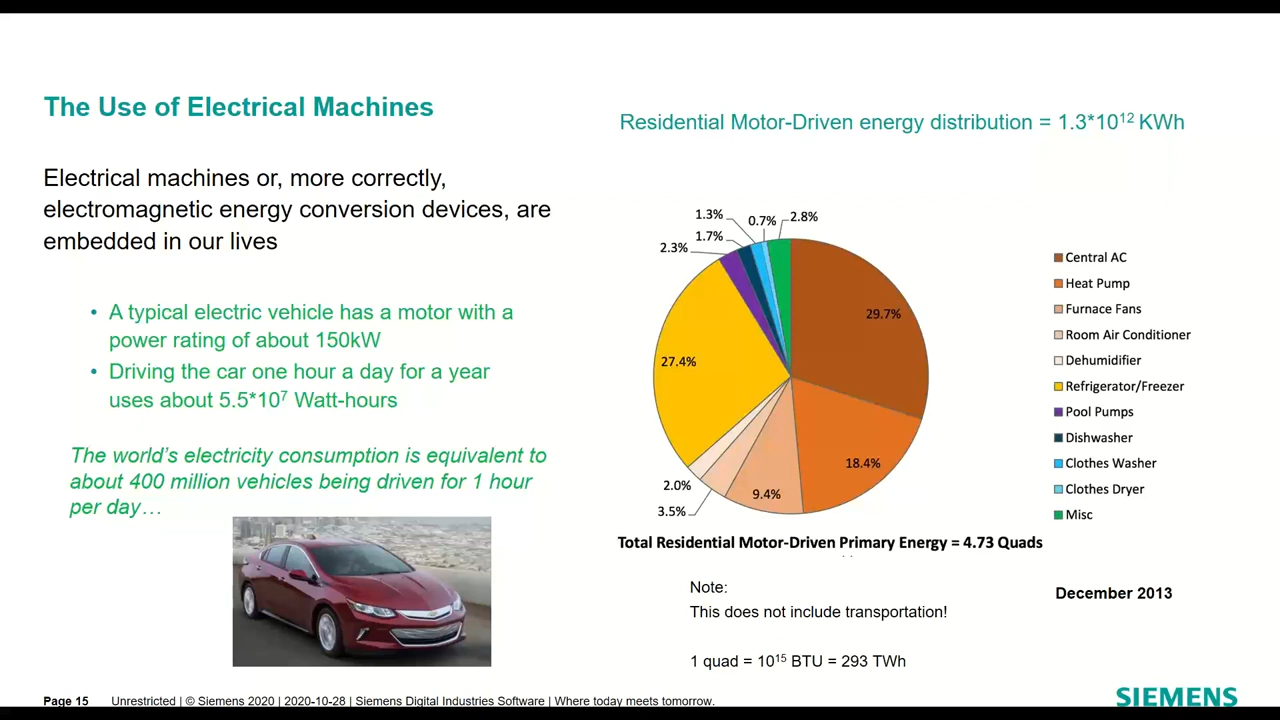 The Use of Electrical Machines
Residential Motor-Driven energy distribution = 1.3*10¹² KWh
Electrical machines or, more correctly,
electromagnetic energy conversion devices, are
embedded in our lives
• A typical electric vehicle has a motor with a
power rating of about 150kW
• Driving the car one hour a day for a year
uses about 5.5*10⁷ Watt-hours
The world's electricity consumption is equivalent to
about 400 million vehicles being driven for 1 hour
per day…
1.3%
0.7%
2.8%
1.7%
2.3%
29.7%
27.4%
18.4%
2.0%
9.4%
3.5%
Central AC
Heat Pump
Furnace Fans
Room Air Conditioner
Dehumidifier
Refrigerator/Freezer
Pool Pumps
Dishwasher
Clothes Washer
Clothes Dryer
Misc
Total Residential Motor-Driven Primary Energy = 4.73 Quads
Note:
This does not include transportation!
December 2013
1 quad = 10¹⁵ BTU = 293 TWh
Page 15 Unrestricted | © Siemens 2020 | 2020-10-28 | Siemens Digital Industries Software | Where today meets tomorrow.
SIEMENS